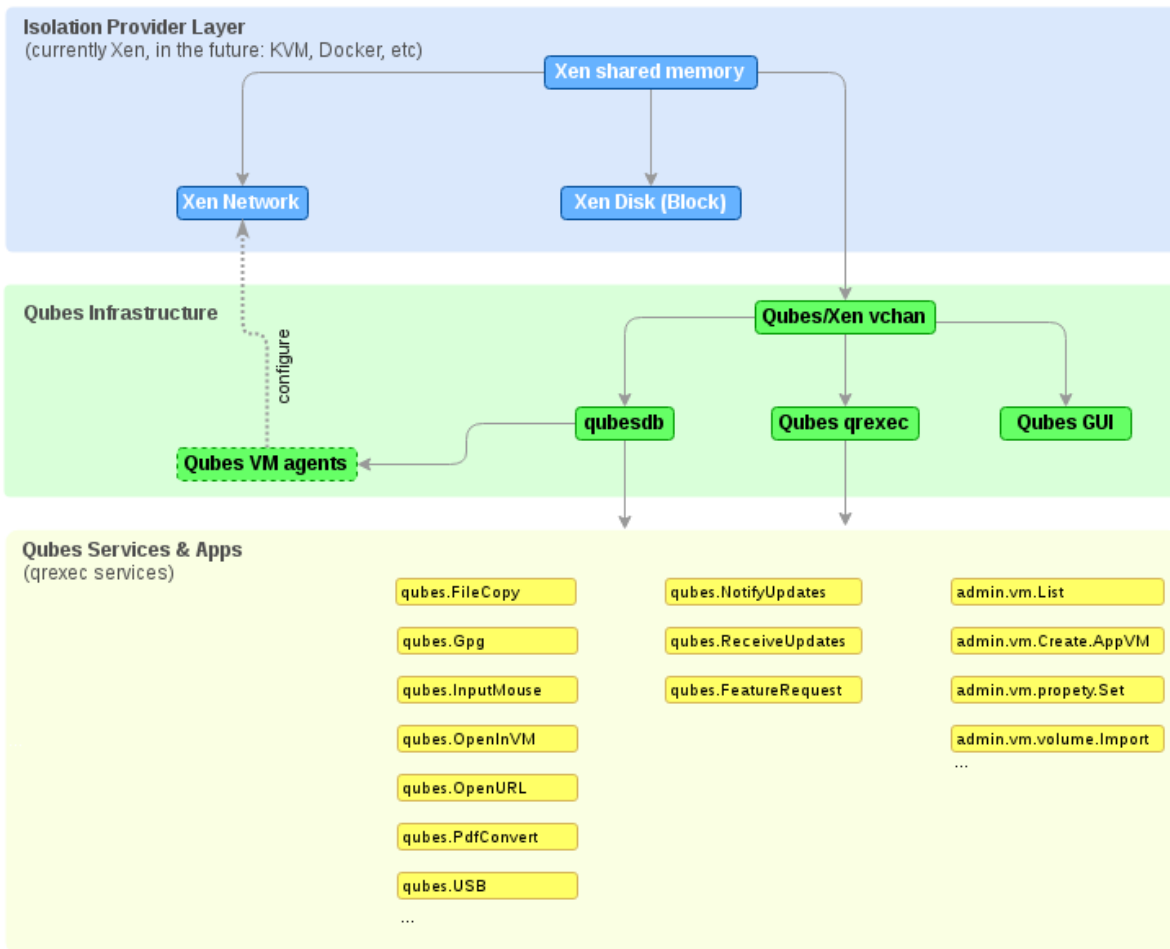 Isolation Provider Layer
(currently Xen, in the future: KVM, Docker, etc)
Xen shared memory
Xen Network
Xen Disk (Block)
Qubes Infrastructure
Qubes/Xen vchan
configure
qubesdb
Qubes qrexec
Qubes GUI
Qubes VM agents
Qubes Services & Apps
(qrexec services)
qubes.FileCopy
qubes.Gpg
qubes.InputMouse
qubes.OpenInVM
qubes.OpenURL
qubes.PdfConvert
qubes.USB
...
qubes.NotifyUpdates
qubes.ReceiveUpdates
qubes.FeatureRequest
admin.vm.List
admin.vm.Create.AppVM
admin.vm.propety.Set
admin.vm.volume.Import
...